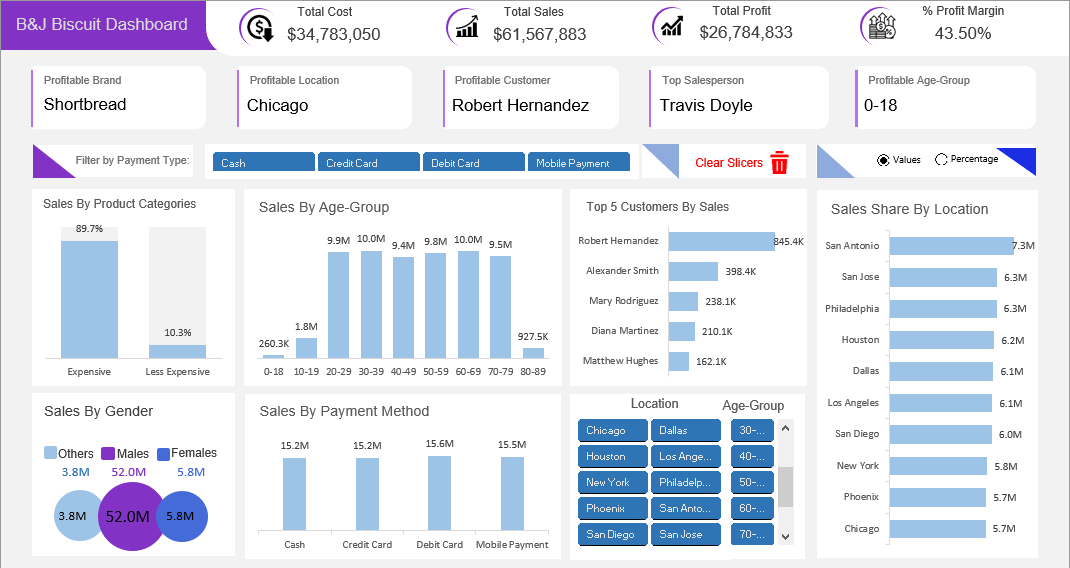 B&J Biscuit Dashboard
Total Cost
$34,783,050
Total Sales
$61,567,883
Total Profit
$26,784,833
% Profit Margin
43.50%
Profitable Brand
Shortbread
Profitable Location
Chicago
Profitable Customer
Robert Hernandez
Top Salesperson
Travis Doyle
Profitable Age-Group
0-18
Filter by Payment Type:
Cash
Credit Card
Debit Card
Mobile Payment
Clear Slicers
Values
Percentage
Sales By Product Categories
89.7%
10.3%
Expensive
Less Expensive
Sales By Age-Group
260.3K
1.8M
9.9M
10.0M
9.4M
9.8M
10.0M
9.5M
927.5K
0-18
10-19
20-29
30-39
40-49
50-59
60-69
70-79
80-89
Top 5 Customers By Sales
Robert Hernandez
845.4K
Alexander Smith
398.4K
Mary Rodriguez
238.1K
Diana Martinez
210.1K
Matthew Hughes
162.1K
Sales Share By Location
San Antonio
7.3M
San Jose
6.3M
Philadelphia
6.3M
Houston
6.2M
Dallas
6.1M
Los Angeles
6.1M
San Diego
6.0M
New York
5.8M
Phoenix
5.7M
Chicago
5.7M
Sales By Gender
Others
Males
Females
3.8M
52.0M
5.8M
3.8M
52.0M
5.8M
Sales By Payment Method
15.2M
15.2M
15.6M
15.5M
Cash
Credit Card
Debit Card
Mobile Payment
Location
Chicago
Dallas
Houston
Los Ange...
New York
Philadelp...
Phoenix
San Anto...
San Diego
San Jose
Age-Group
30-...
40-...
50-...
60-...
70-...